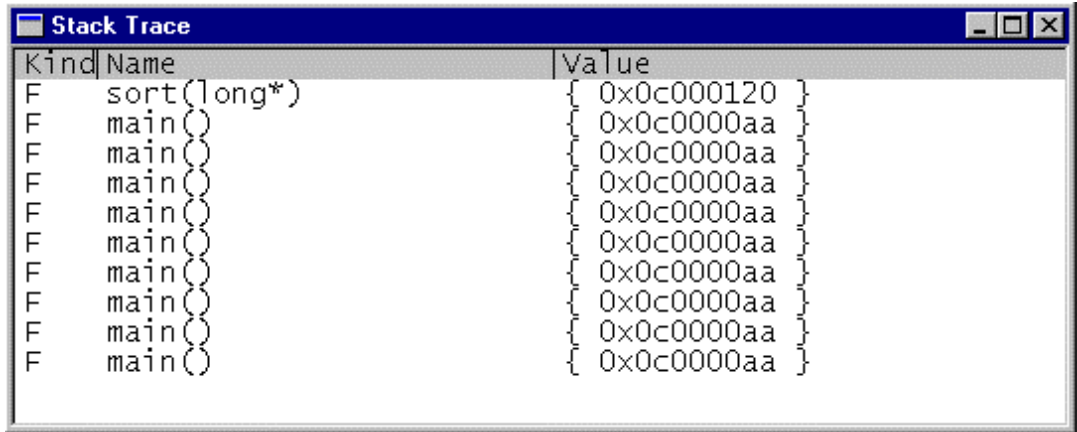 Stack Trace
Kind Name Value
F sort(long*) { 0x0c000120 }
F main() { 0x0c0000aa }
F main() { 0x0c0000aa }
F main() { 0x0c0000aa }
F main() { 0x0c0000aa }
F main() { 0x0c0000aa }
F main() { 0x0c0000aa }
F main() { 0x0c0000aa }
F main() { 0x0c0000aa }
F main() { 0x0c0000aa }